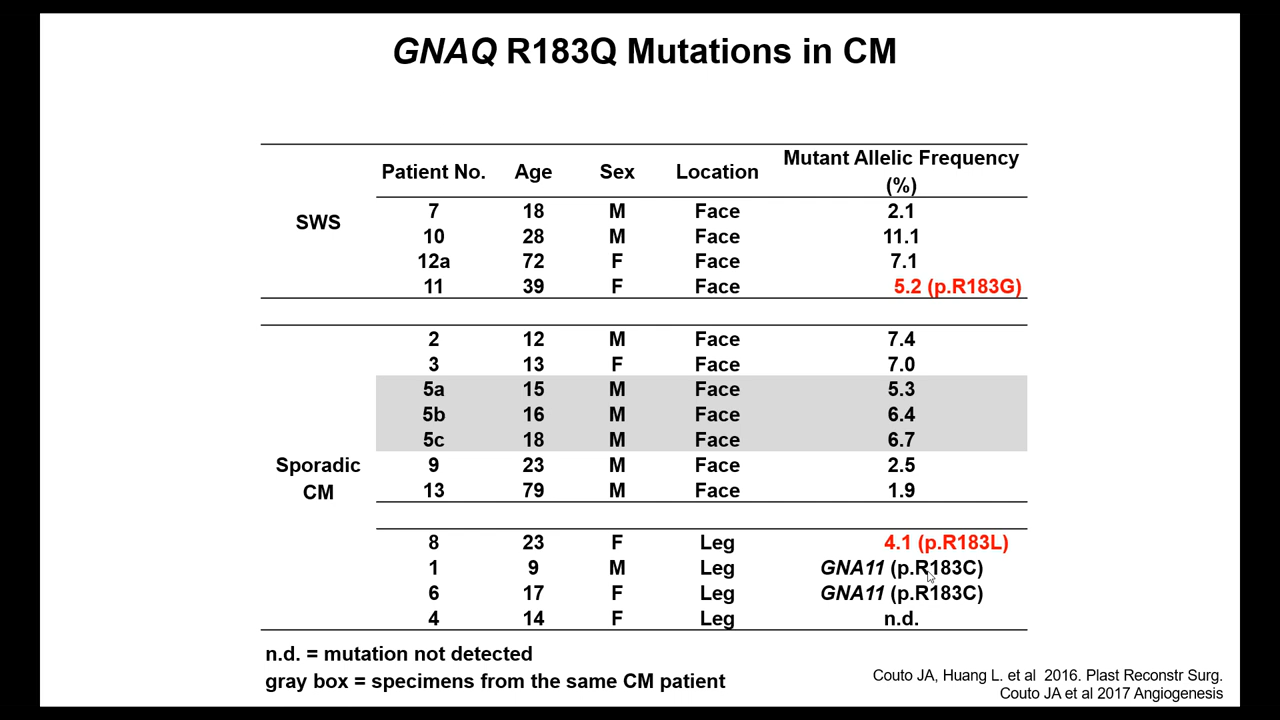 GNAQ R183Q Mutations in CM
Patient No. Age Sex Location Mutant Allelic Frequency (%)
SWS
7 18 M Face 2.1
10 28 M Face 11.1
12a 72 F Face 7.1
11 39 F Face 5.2 (p.R183G)
Sporadic CM
2 12 M Face 7.4
3 13 F Face 7.0
5a 15 M Face 5.3
5b 16 M Face 6.4
5c 18 M Face 6.7
9 23 M Face 2.5
13 79 M Face 1.9
8 23 F Leg 4.1 (p.R183L)
1 9 M Leg GNA11 (p.R183C)
6 17 F Leg GNA11 (p.R183C)
4 14 F Leg n.d.
n.d. = mutation not detected
gray box = specimens from the same CM patient
Couto JA, Huang L. et al 2016. Plast Reconstr Surg.
Couto JA et al 2017 Angiogenesis